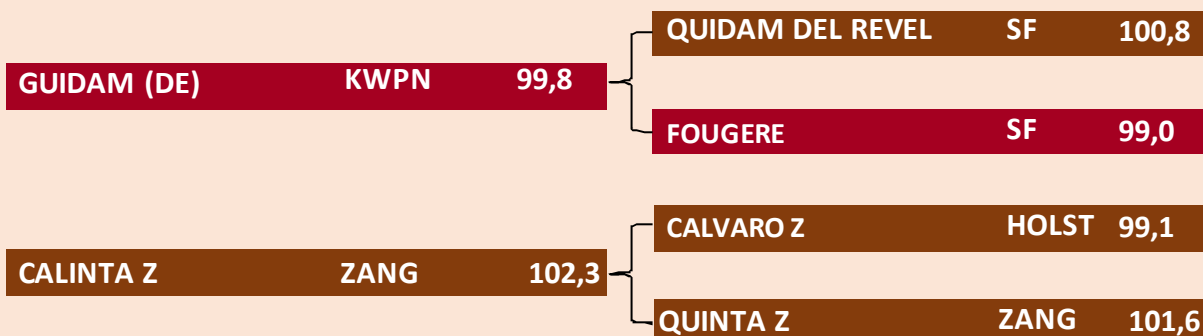 QUIDAM DEL REVEL SF 100,8
GUIDAM (DE) KWPN 99,8
FOUGERE SF 99,0
CALVARO Z HOLST 99,1
CALINTA Z ZANG 102,3
QUINTA Z ZANG 101,6